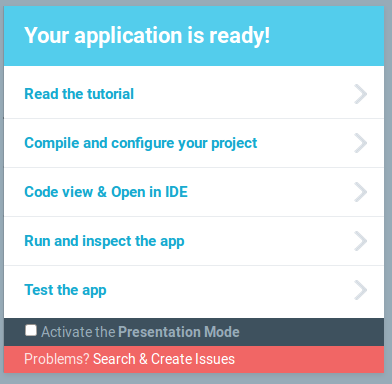 Your application is ready!
Read the tutorial
Compile and configure your project
Code view & Open in IDE
Run and inspect the app
Test the app
Activate the Presentation Mode
Problems? Search & Create Issues